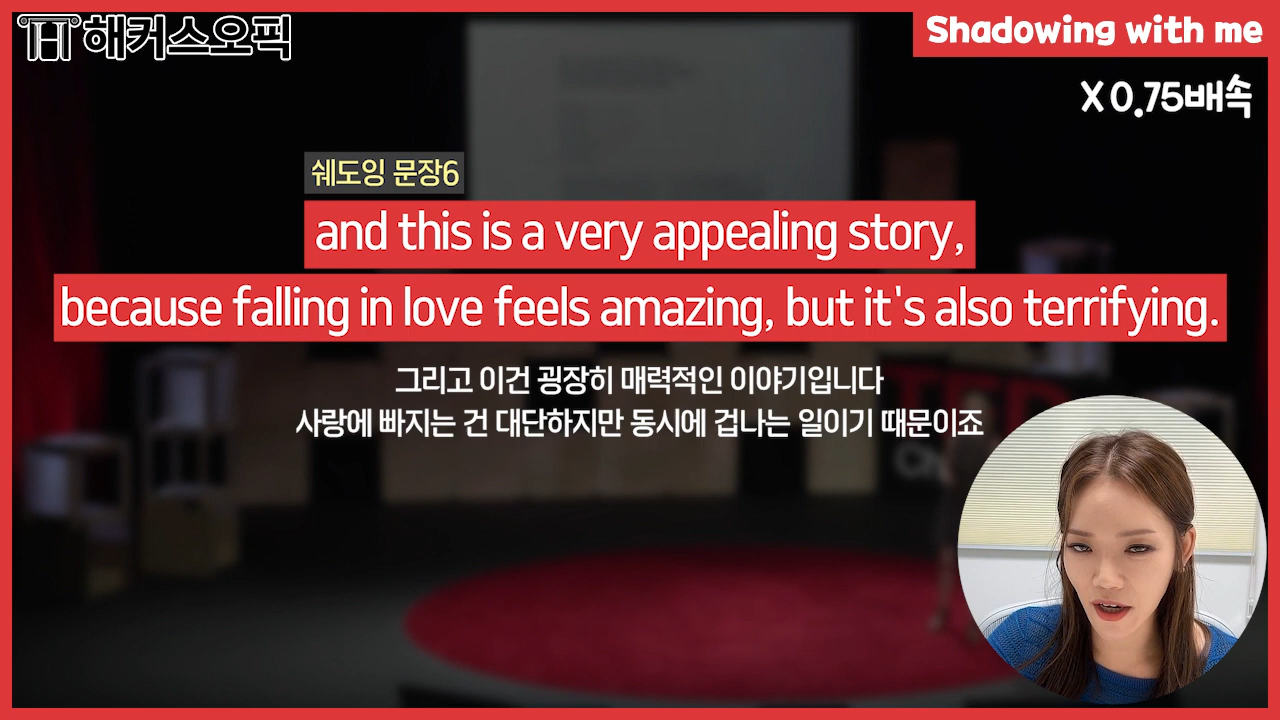 해커스오픽
Shadowing with me
X 0.75배속
쉐도잉 문장6
and this is a very appealing story,
because falling in love feels amazing, but it's also terrifying.
그리고 이건 굉장히 매력적인 이야기입니다
사랑에 빠지는 건 대단하지만 동시에 겁나는 일이기 때문이죠